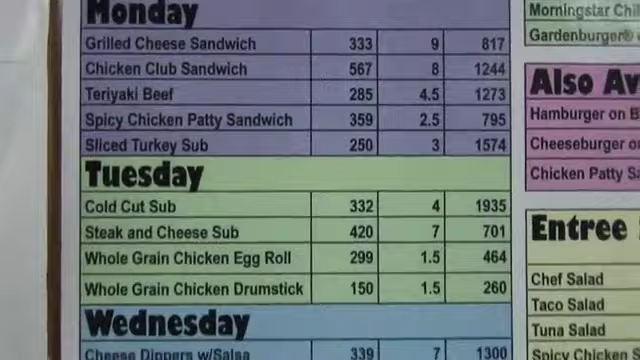 Monday
Grilled Cheese Sandwich 333 9 817
Chicken Club Sandwich 567 8 1244
Teriyaki Beef 285 4.5 1273
Spicy Chicken Patty Sandwich 359 2.5 795
Sliced Turkey Sub 250 3 1574
Tuesday
Cold Cut Sub 332 4 1935
Steak and Cheese Sub 420 7 701
Whole Grain Chicken Egg Roll 299 1.5 464
Whole Grain Chicken Drumstick 150 1.5 260
Wednesday
Cheese Dippers w/Salsa 339 7 1300
Morningstar Chi
Gardenburger®
Also Av
Hamburger on B
Cheeseburger o
Chicken Patty Sa
Entree
Chef Salad
Taco Salad
Tuna Salad
Spicy Chicken S